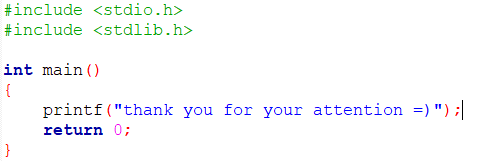 #include <stdio.h>
#include <stdlib.h>
int main()
{
    printf("thank you for your attention =)");
    return 0;
}